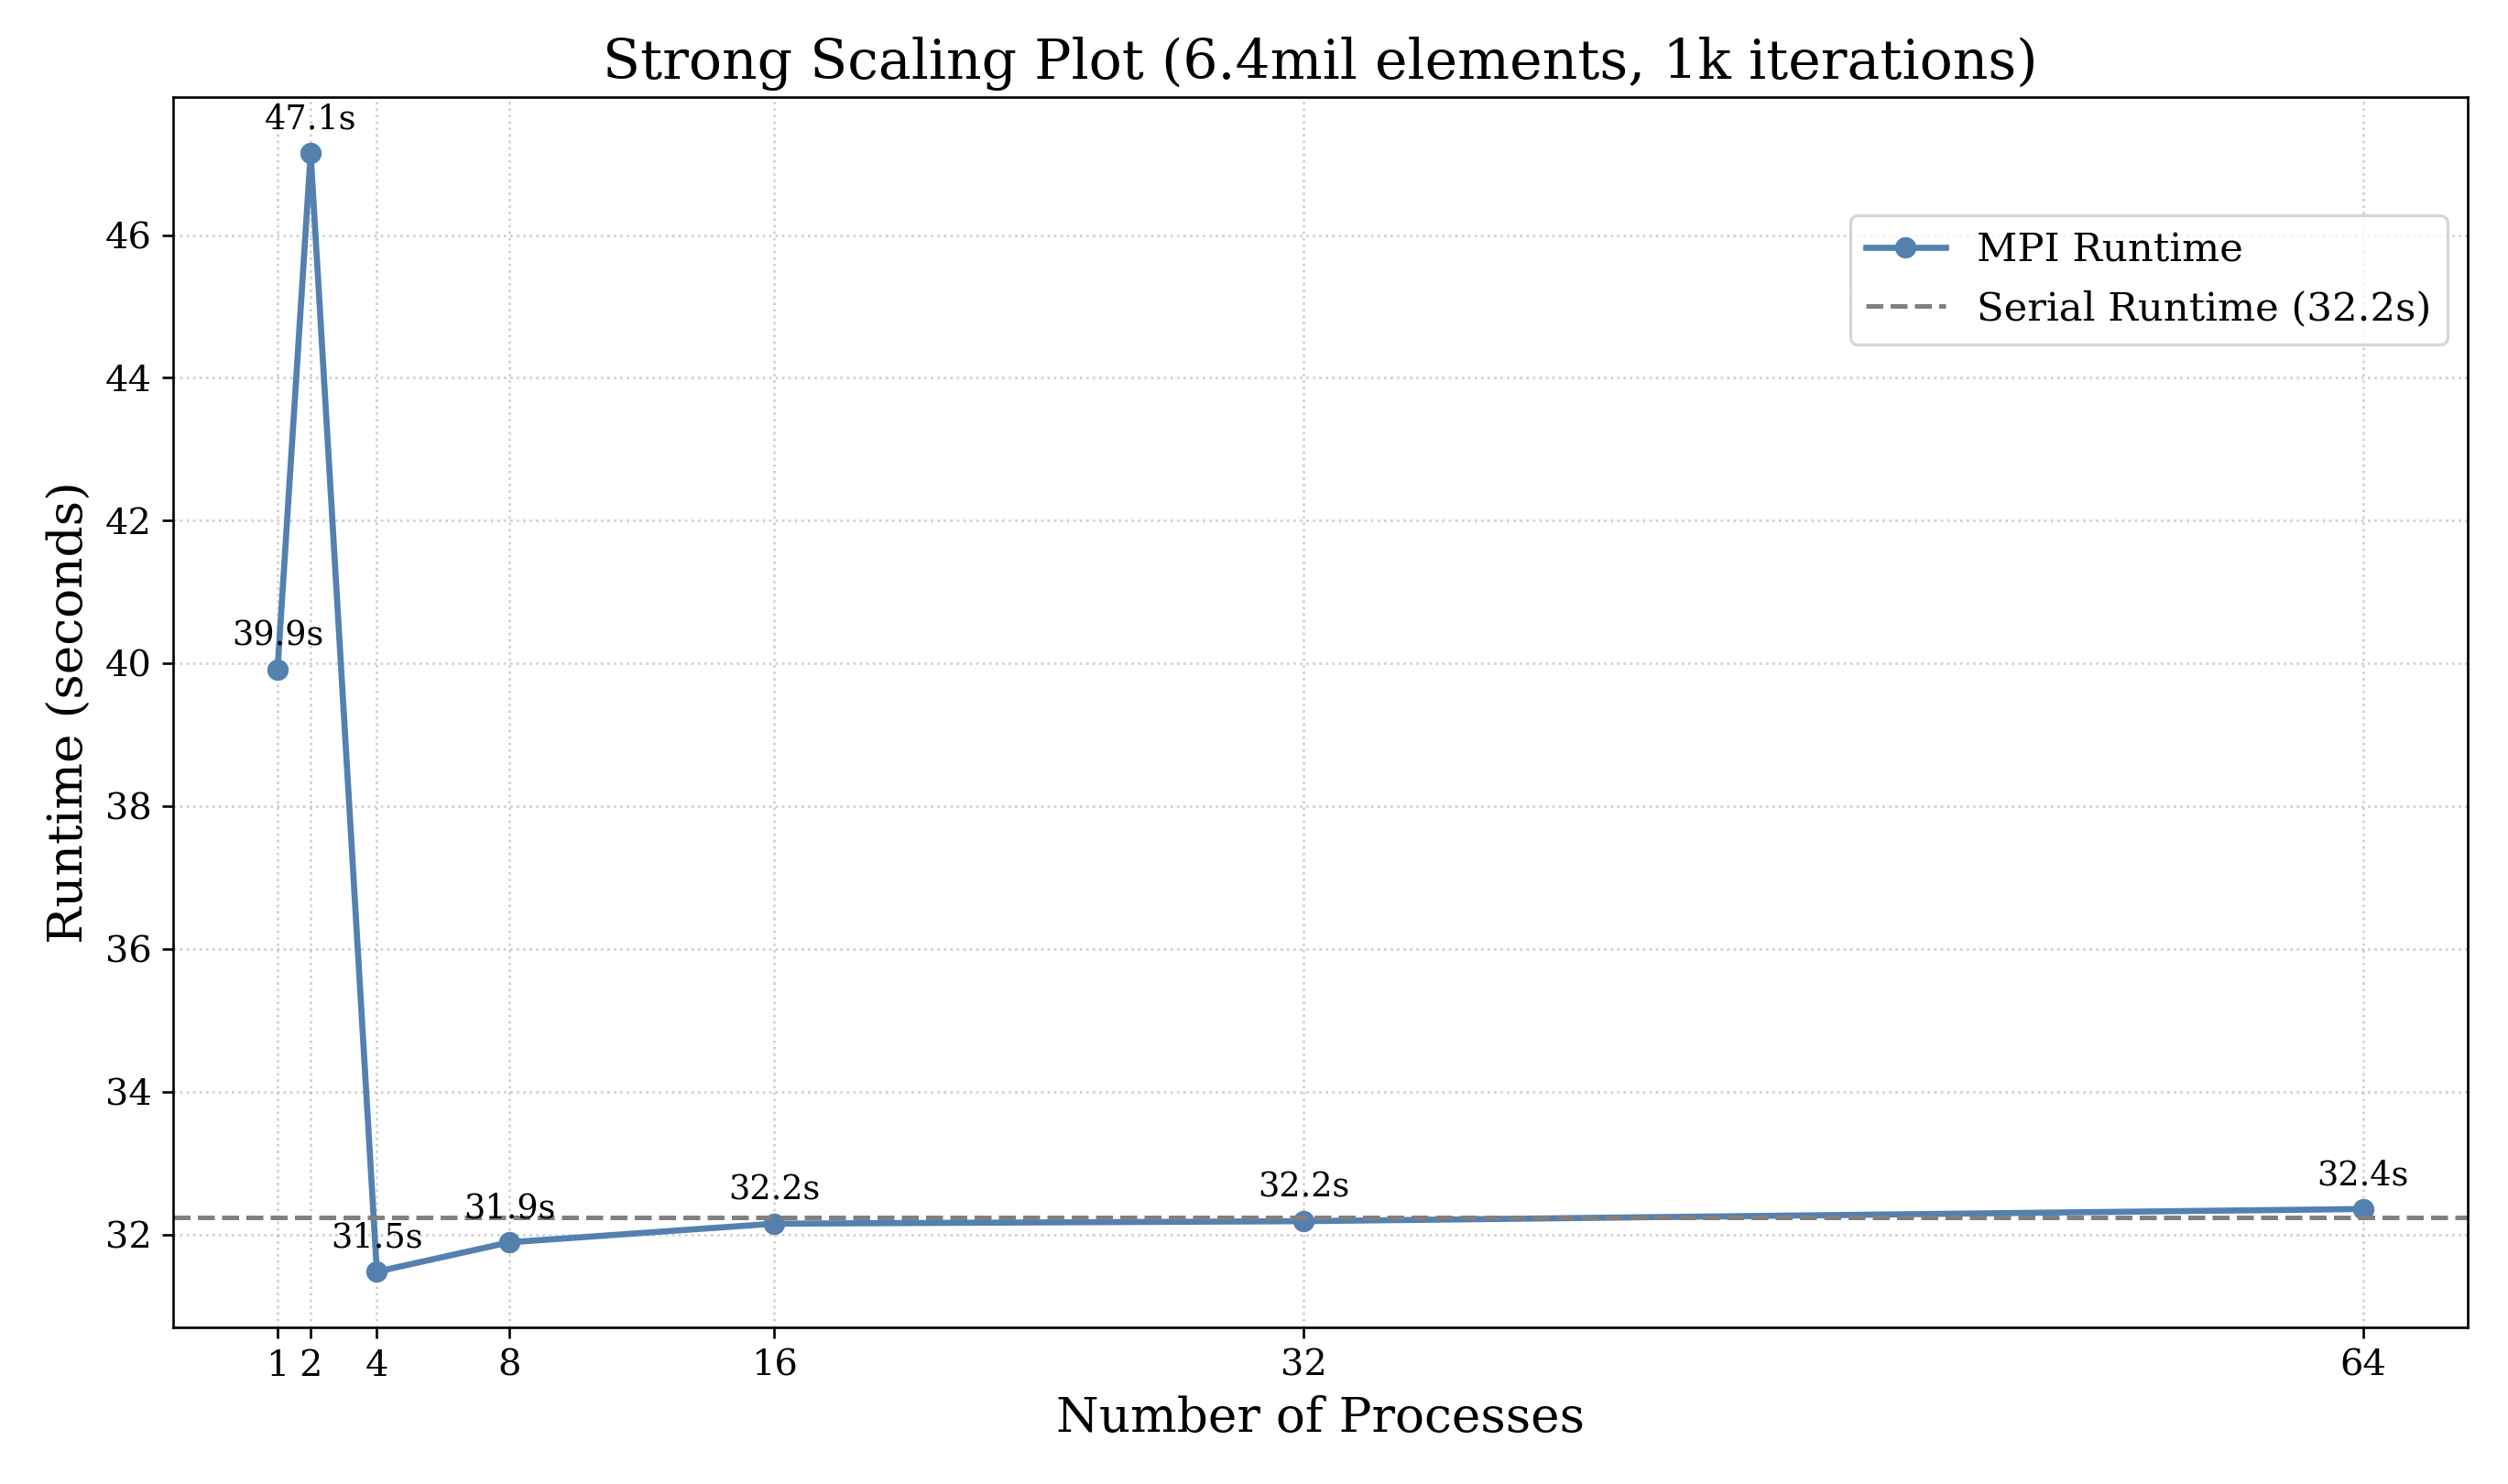 Strong Scaling Plot (6.4mil elements, 1k iterations)
47.1s
MPI Runtime
Serial Runtime (32.2s)
39.9s
31.5s
31.9s
32.2s
32.2s
32.4s
46
44
42
40
38
36
34
32
Runtime (seconds)
1 2 4 8 16 32 64
Number of Processes